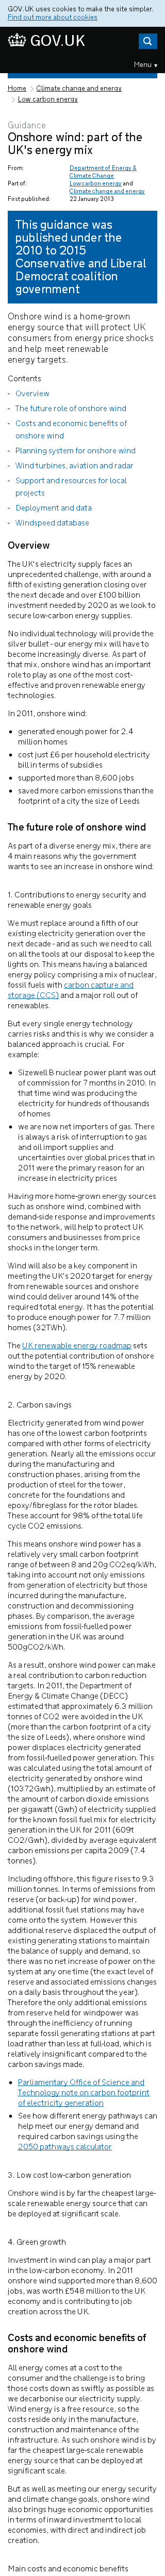 GOV.UK uses cookies to make the site simpler.
Find out more about cookies
GOV.UK
Menu ▾
Home
Climate change and energy
Low carbon energy
Guidance
Onshore wind: part of the
UK's energy mix
From:
Department of Energy &
Climate Change
Part of:
Low carbon energy and
Climate change and energy
First published:
22 January 2013
This guidance was
published under the
2010 to 2015
Conservative and Liberal
Democrat coalition
government
Onshore wind is a home-grown
energy source that will protect UK
consumers from energy price shocks
and help meet renewable
energy targets.
Contents
- Overview
- The future role of onshore wind
- Costs and economic benefits of
onshore wind
- Planning system for onshore wind
- Wind turbines, aviation and radar
- Support and resources for local
projects
- Deployment and data
- Windspeed database
Overview
The UK's electricity supply faces an
unprecedented challenge, with around a
fifth of our existing capacity to close over
the next decade and over £100 billion
investment needed by 2020 as we look to
build up low-carbon energy supplies.
No individual technology will provide the
silver bullet - our energy mix will have to
become increasingly diverse. As part of
that mix, onshore wind has an important
role to play as one of the most cost-
effective and proven renewable energy
technologies.
In 2011, onshore wind:
• generated enough power for 2.4
million homes
• cost just £6 per household electricity
bill in terms of subsidies
• supported more than 8,600 jobs
• saved more carbon emissions than the
footprint of a city the size of Leeds
The future role of onshore wind
As part of a diverse energy mix, there are
4 main reasons why the government
wants to see more onshore wind:
1. Contributions to energy security and
renewable energy goals
We must replace around a fifth of our
existing electricity generation over the
next decade - and as such we need to call
on all the tools at our disposal to keep the
lights on. This means having a balanced
energy policy comprising a mix of nuclear,
fossil fuels with carbon capture and
storage (CCS) and a major roll out of
renewables.
But every single energy technology
carries risk and this is why we consider a
balanced approach is crucial. For
example:
• Sizewell B nuclear power plant was out
of operation for 7 months in 2010. In
that time wind was producing the
electricity for hundreds of thousands
of homes
• we are now net importers of gas. There
is always a risk of interruption to gas
and oil import supplies and
uncertainties over global prices that in
2011 were the primary reason for an
increase in electricity prices
Having more home-grown energy sources
such as onshore wind, combined with
demand-side response and improvements
to the network, will help to protect UK
consumers and businesses from price
shocks in the longer term.
Wind will also be a key component in
meeting the UK's 2020 target for energy
from renewable sources and onshore
wind could deliver around 14% of the
required total energy. It has the potential
to produce enough power for 7.7 million
homes (32TWh).
The UK renewable energy roadmap sets
out the potential contribution of onshore
wind to the target of 15% renewable
energy by 2020.
2. Carbon savings
Electricity generated from wind power
has one of the lowest carbon footprints
compared with other forms of electricity
generation. Nearly all the emissions occur
during the manufacturing and
construction phases, arising from the
production of steel for the tower,
concrete for the foundations and
epoxy/fibreglass for the rotor blades.
These account for 98% of the total life
cycle CO2 emissions.
This means onshore wind power has a
relatively very small carbon footprint
range of between 8 and 20g CO2eq/kWh,
taking into account not only emissions
from generation of electricity but those
incurred during the manufacture,
construction and decommissioning
phases. By comparison, the average
emissions from fossil-fuelled power
generation in the UK was around
500gCO2/kWh.
As a result, onshore wind power can make
a real contribution to carbon reduction
targets. In 2011, the Department of
Energy & Climate Change (DECC)
estimated that approximately 6.3 million
tonnes of CO2 were avoided in the UK
(more than the carbon footprint of a city
the size of Leeds), where onshore wind
power displaces electricity generated
from fossil-fuelled power generation. This
was calculated using the total amount of
electricity generated by onshore wind
(10372GWh), multiplied by an estimate of
the amount of carbon dioxide emissions
per gigawatt (Gwh) of electricity supplied
for the known fossil fuel mix for electricity
generation in the UK for 2011 (609t
CO2/Gwh), divided by average equivalent
carbon emissions per capita 2009 (7.4
tonnes).
Including offshore, this figure rises to 9.3
million tonnes. In terms of emissions from
reserve (or back-up) for wind power,
additional fossil fuel stations may have
come onto the system. However this
additional demand is met from the output
of existing generating stations to maintain
short-term balancing of electricity supply
and demand, so there is no way to be
certain which plants are in reserve on the
system at any one time (the exact level of
reserve and associated emissions changes
on a daily basis throughout the year).
Therefore the additional emissions from
reserve held for windpower was
estimated through the inefficiency factor
between separate fossil generating
stations operating at part load rather than
less at full-load, which is relatively
insignificant compared to the carbon
savings made.
• Parliamentary Office of Science and
Technology note on carbon footprint
of electricity generation
• See how different energy pathways can
help meet our energy demand and
required carbon savings using the
2050 pathways calculator
3. Low cost low-carbon generation
Onshore wind is by far the cheapest large-
scale renewable energy source that can
be deployed at significant scale.
4. Green growth
Investment in wind can play a major part
in the low-carbon economy. In 2011
onshore wind supported more than 8,600
jobs, was worth £548 million to the UK
economy and is contributing to job
creation across the UK.
Costs and economic benefits of
onshore wind
All energy comes at a cost to the
consumer and the challenge is to bring
those costs down as swiftly as possible as
we decarbonise our electricity supply.
Wind energy is a free resource, so the
costs reside only in the manufacture,
construction and maintenance of the
infrastructure. As such onshore wind is by
far the cheapest large-scale renewable
energy source that can be deployed at
significant scale.
But as well as meeting our energy security
and climate change goals, onshore wind
also brings huge economic opportunities
in terms of inward investment to local
economies, with direct and indirect job
creation.
Main costs and economic benefits